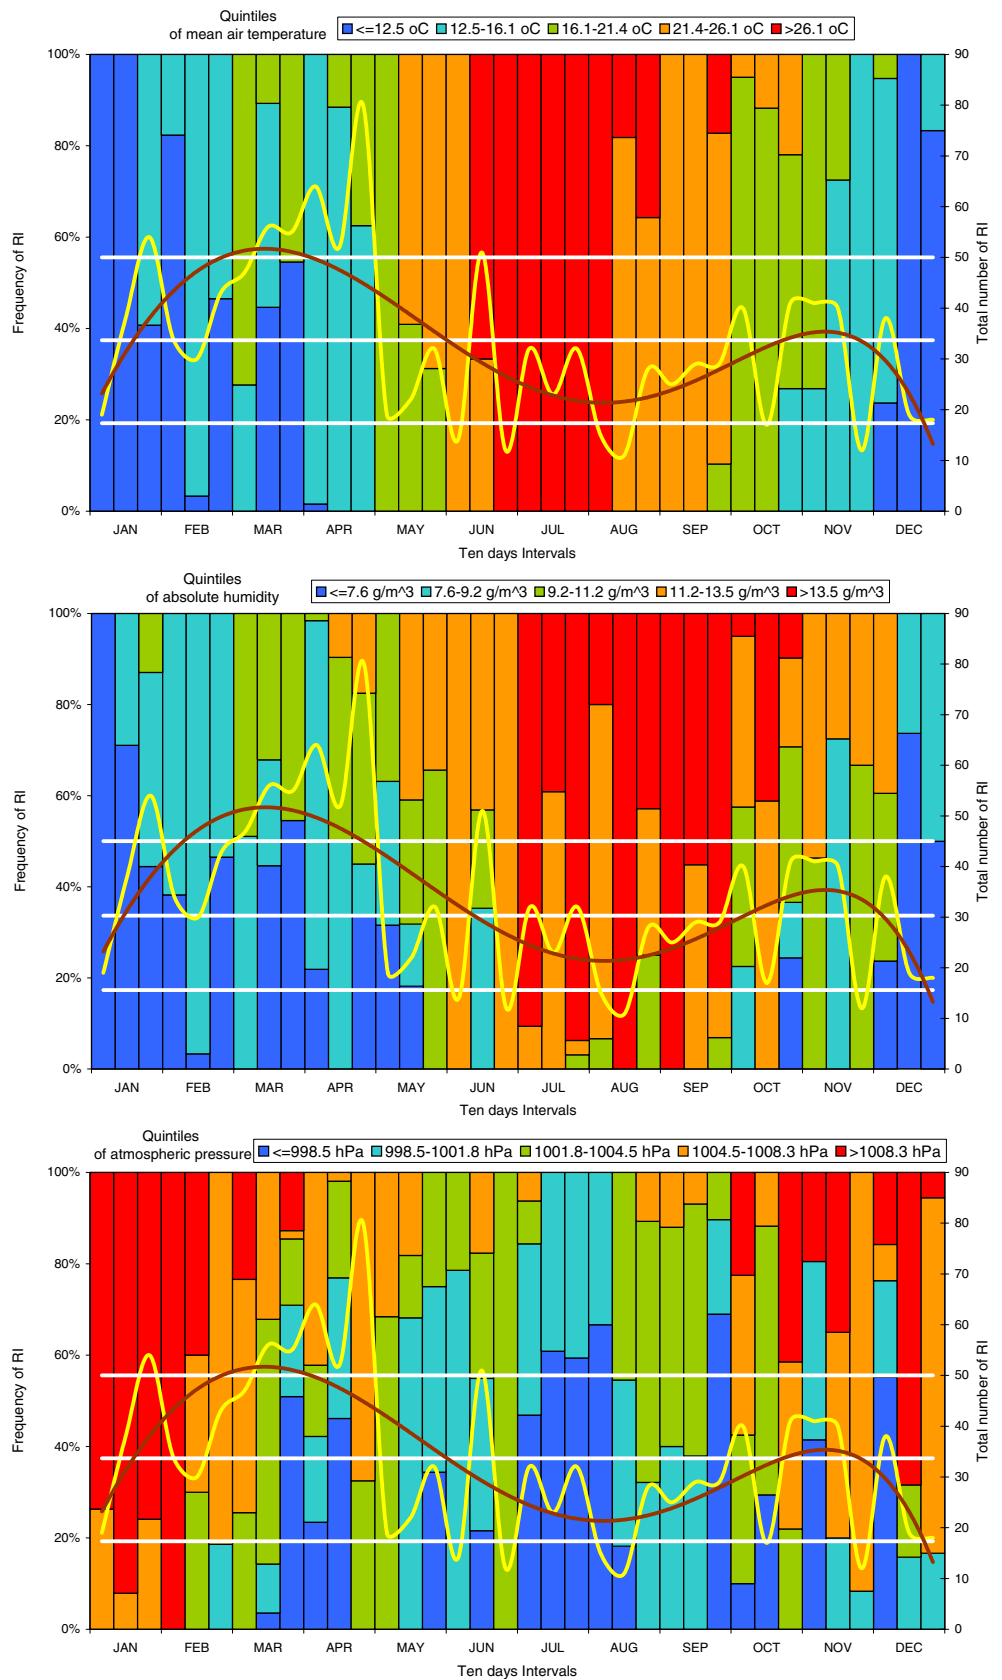 Quintiles
of mean air temperature
<=12.5 oC 12.5-16.1 oC 16.1-21.4 oC 21.4-26.1 oC >26.1 oC
100% 90
80
80% 70
60
60% 50
40% 40
30
20% 20
10
0% 0
Frequency of RI
Total number of RI
JAN FEB MAR APR MAY JUN JUL AUG SEP OCT NOV DEC
Ten days Intervals
Quintiles
of absolute humidity
<=7.6 g/m^3 7.6-9.2 g/m^3 9.2-11.2 g/m^3 11.2-13.5 g/m^3 >13.5 g/m^3
100% 90
80
80% 70
60
60% 50
40% 40
30
20% 20
10
0% 0
Frequency of RI
Total number of RI
JAN FEB MAR APR MAY JUN JUL AUG SEP OCT NOV DEC
Ten days Intervals
Quintiles
of atmospheric pressure
<=998.5 hPa 998.5-1001.8 hPa 1001.8-1004.5 hPa 1004.5-1008.3 hPa >1008.3 hPa
100% 90
80
80% 70
60
60% 50
40% 40
30
20% 20
10
0% 0
Frequency of RI
Total number of RI
JAN FEB MAR APR MAY JUN JUL AUG SEP OCT NOV DEC
Ten days Intervals